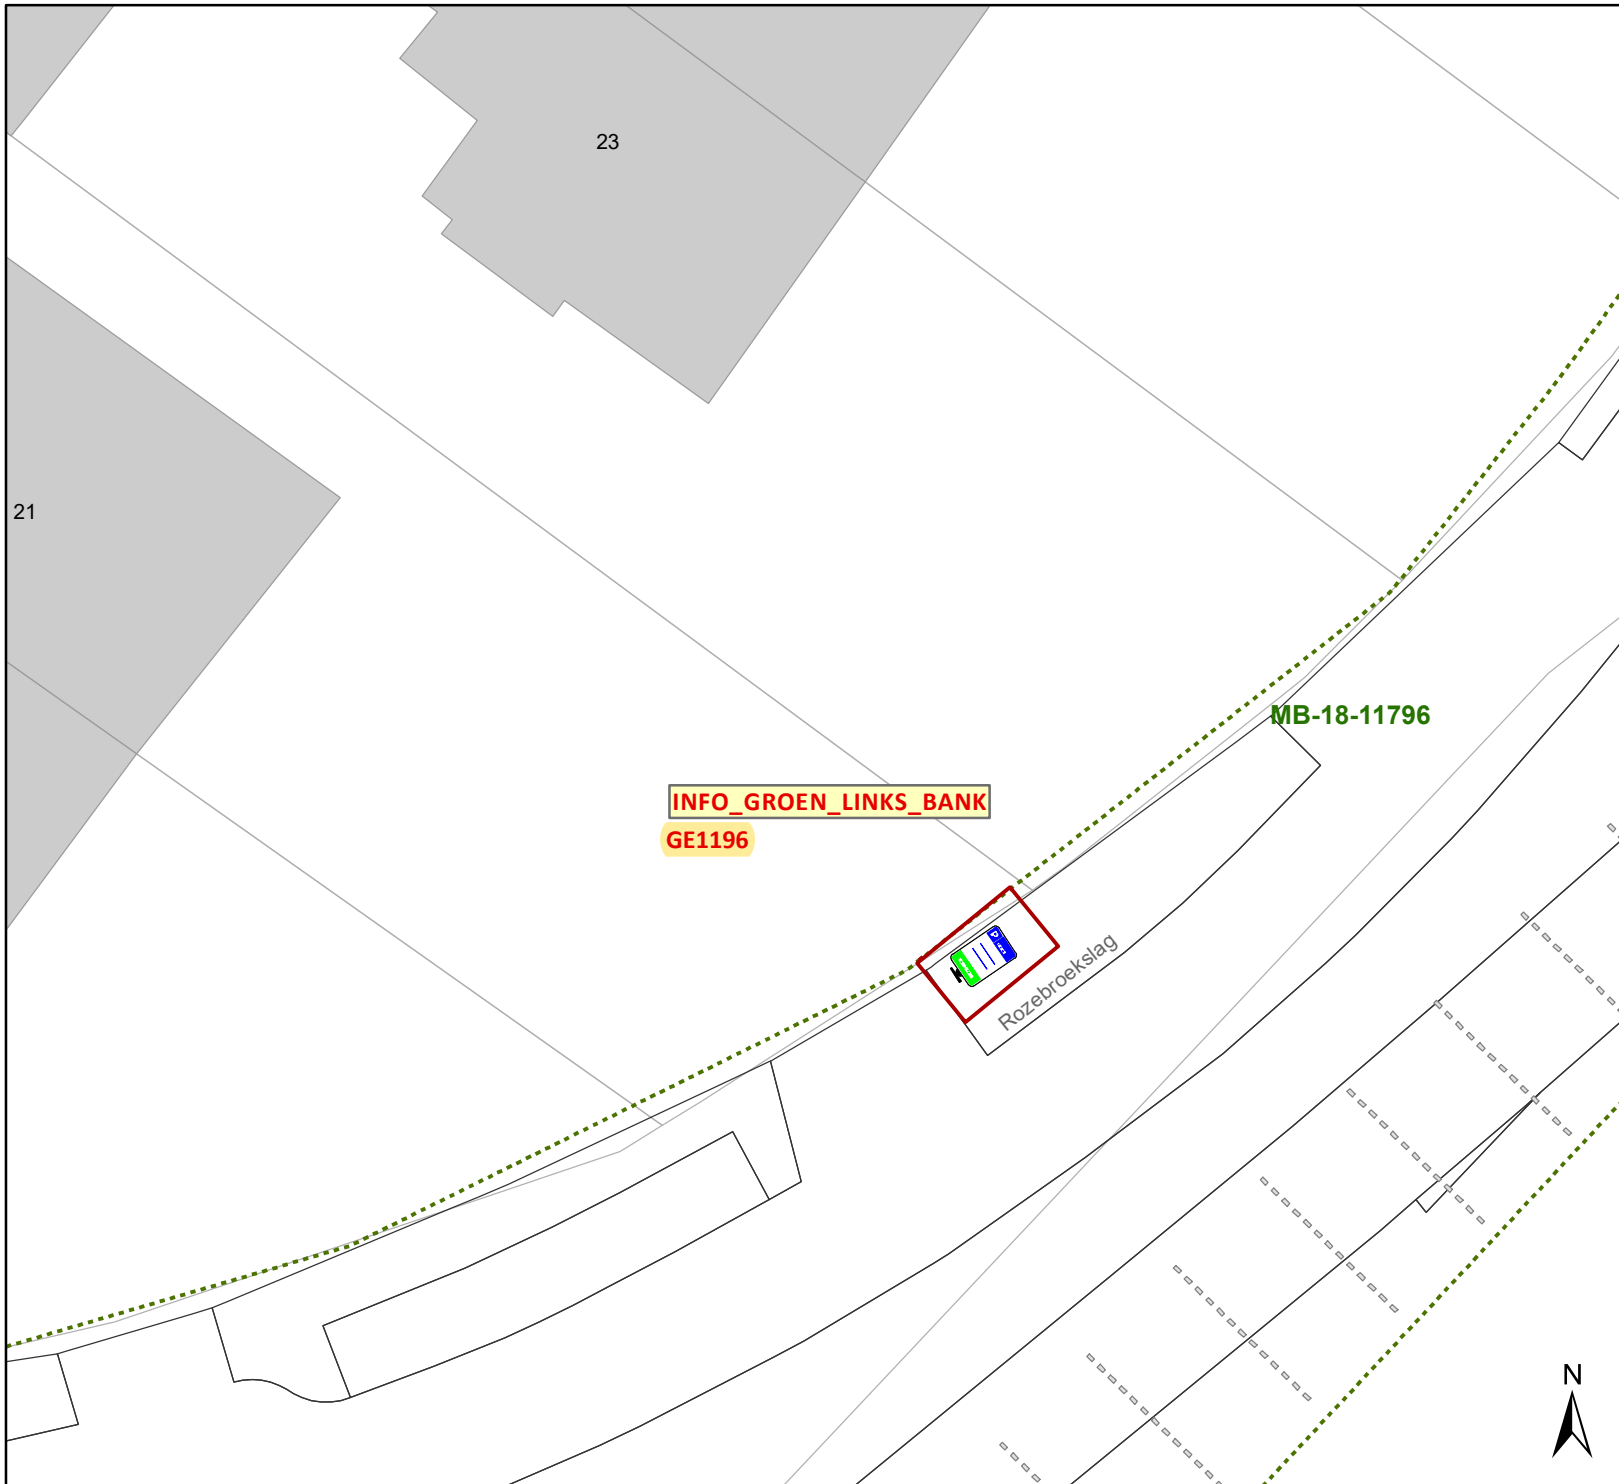 23
21
MB-18-11796
INFO_GROEN_LINKS_BANK
GE1196
Rozebroekslag
N